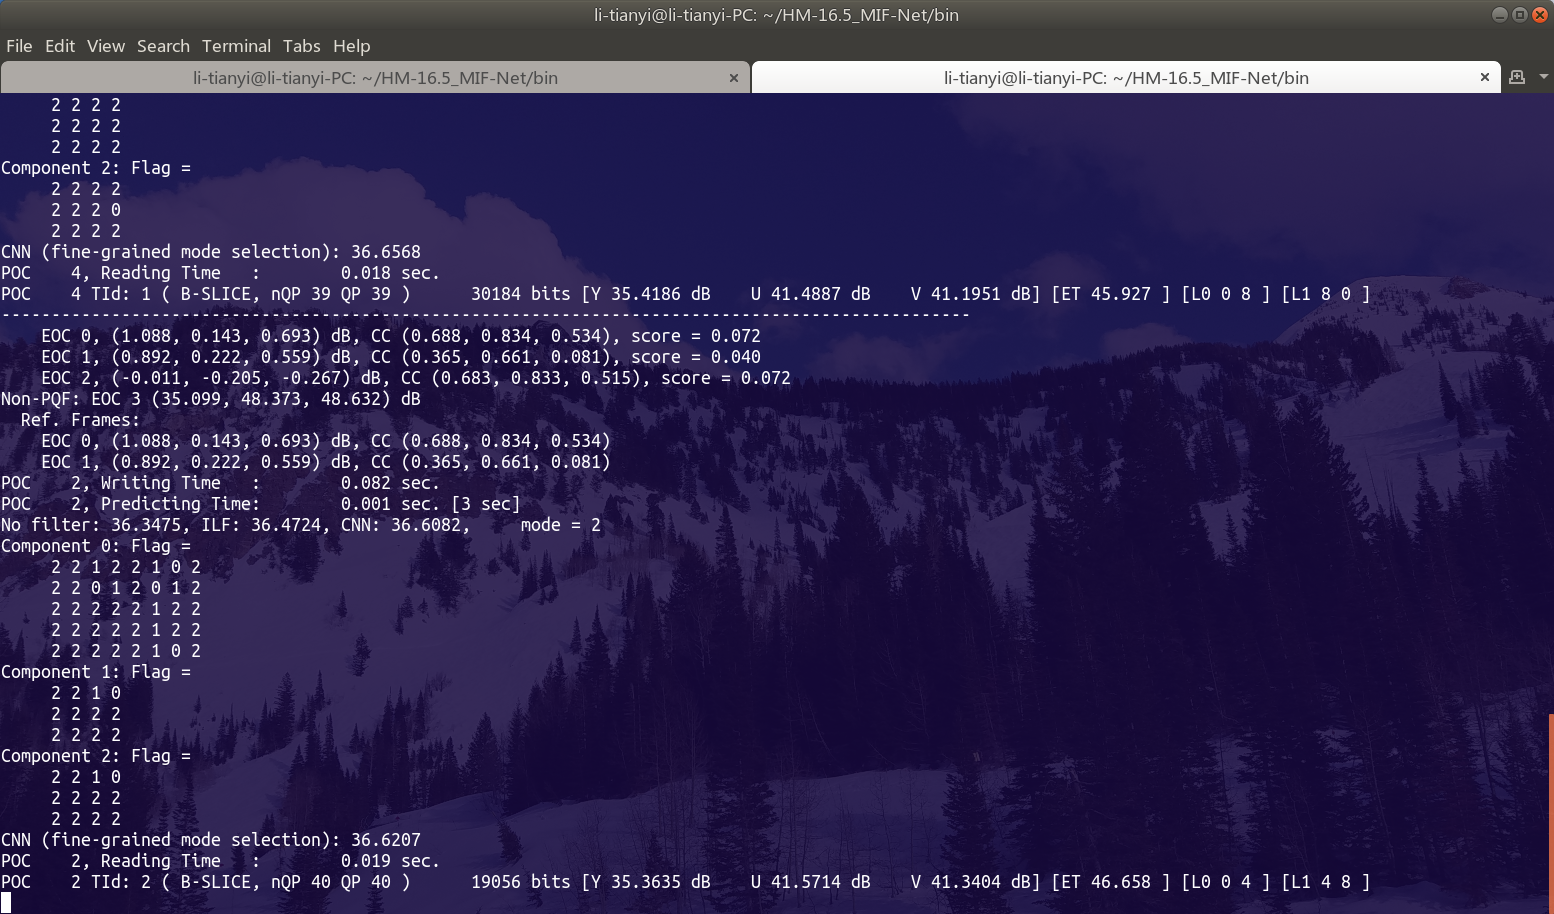 li-tianyi@li-tianyi-PC: ~/HM-16.5_MIF-Net/bin
File Edit View Search Terminal Tabs Help
li-tianyi@li-tianyi-PC: ~/HM-16.5_MIF-Net/bin × li-tianyi@li-tianyi-PC: ~/HM-16.5_MIF-Net/bin ×
     2 2 2 2
     2 2 2 2
     2 2 2 2
Component 2: Flag =
     2 2 2 2
     2 2 2 0
     2 2 2 2
CNN (fine-grained mode selection): 36.6568
POC    4, Reading Time   :        0.018 sec.
POC    4 TId: 1 ( B-SLICE, nQP 39 QP 39 )      30184 bits [Y 35.4186 dB    U 41.4887 dB    V 41.1951 dB] [ET 45.927 ] [L0 0 8 ] [L1 8 0 ]
-------------------------------------------------------------------------------------------------
    EOC 0, (1.088, 0.143, 0.693) dB, CC (0.688, 0.834, 0.534), score = 0.072
    EOC 1, (0.892, 0.222, 0.559) dB, CC (0.365, 0.661, 0.081), score = 0.040
    EOC 2, (-0.011, -0.205, -0.267) dB, CC (0.683, 0.833, 0.515), score = 0.072
Non-PQF: EOC 3 (35.099, 48.373, 48.632) dB
  Ref. Frames:
    EOC 0, (1.088, 0.143, 0.693) dB, CC (0.688, 0.834, 0.534)
    EOC 1, (0.892, 0.222, 0.559) dB, CC (0.365, 0.661, 0.081)
POC    2, Writing Time   :        0.082 sec.
POC    2, Predicting Time:        0.001 sec. [3 sec]
No filter: 36.3475, ILF: 36.4724, CNN: 36.6082,     mode = 2
Component 0: Flag =
     2 2 1 2 2 1 0 2
     2 2 0 1 2 0 1 2
     2 2 2 2 2 1 2 2
     2 2 2 2 2 1 2 2
     2 2 2 2 2 1 0 2
Component 1: Flag =
     2 2 1 0
     2 2 2 2
     2 2 2 2
Component 2: Flag =
     2 2 1 0
     2 2 2 2
     2 2 2 2
CNN (fine-grained mode selection): 36.6207
POC    2, Reading Time   :        0.019 sec.
POC    2 TId: 2 ( B-SLICE, nQP 40 QP 40 )      19056 bits [Y 35.3635 dB    U 41.5714 dB    V 41.3404 dB] [ET 46.658 ] [L0 0 4 ] [L1 4 8 ]